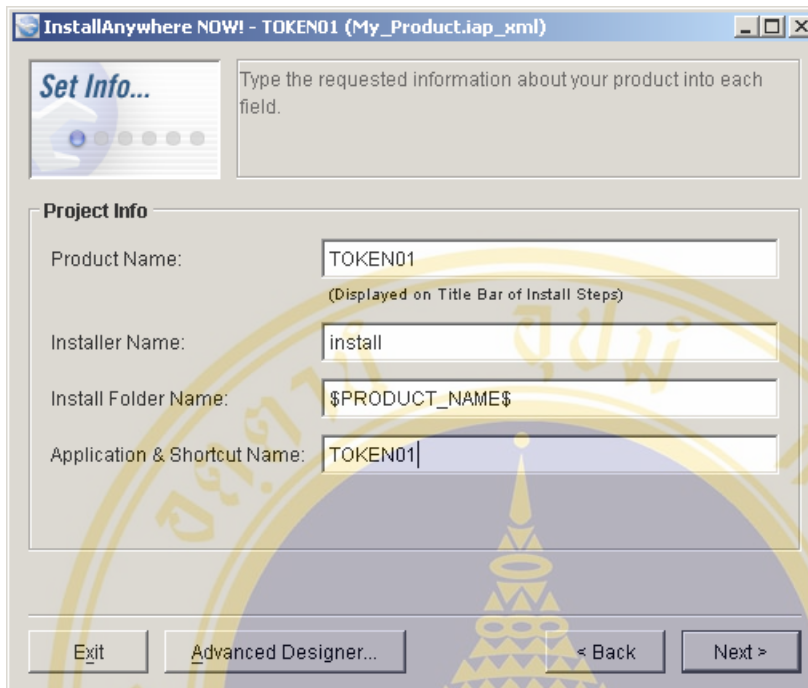 InstallAnywhere NOW! - TOKEN01 (My_Product.iap_xml)
Set Info...
Type the requested information about your product into each
field.
Project Info
Product Name:
TOKEN01
(Displayed on Title Bar of Install Steps)
Installer Name:
install
Install Folder Name:
$PRODUCT_NAME$
Application & Shortcut Name:
TOKEN01
Exit
Advanced Designer...
< Back
Next >